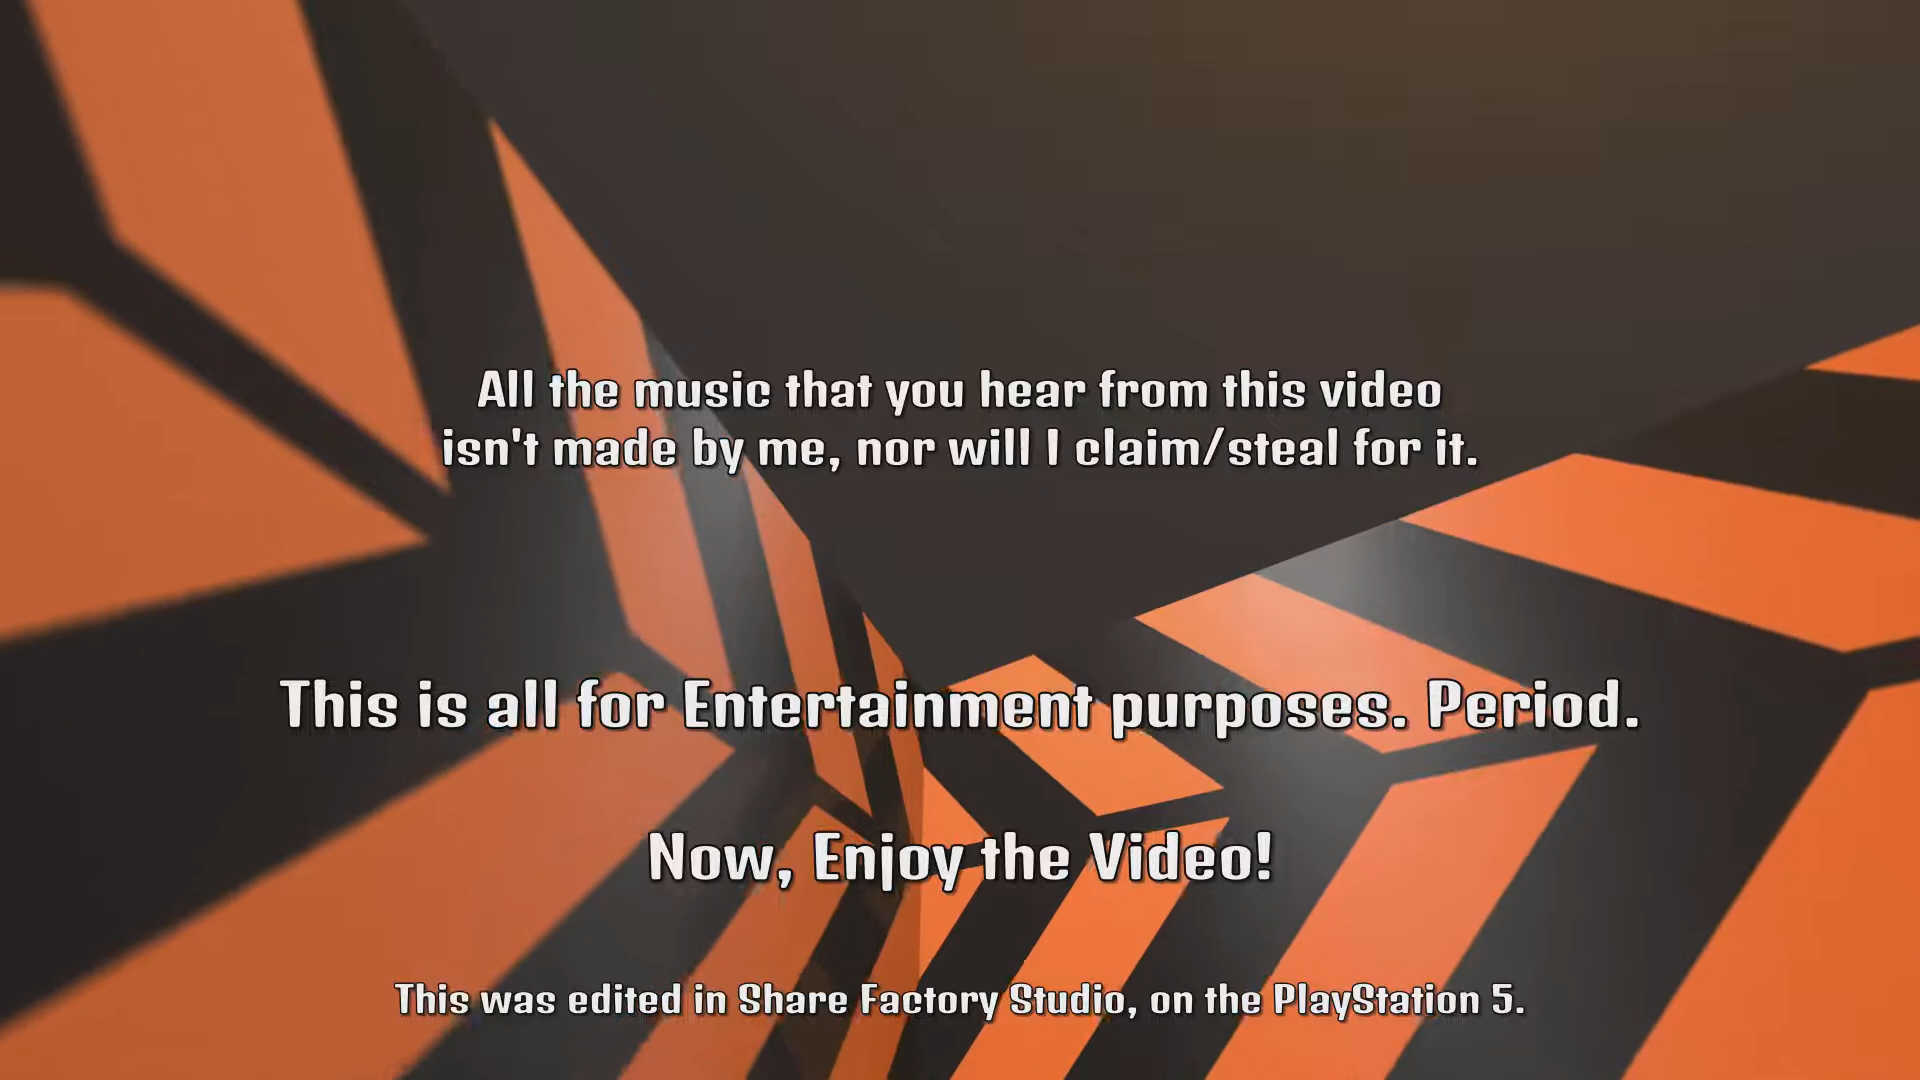 All the music that you hear from this video
isn't made by me, nor will I claim/steal for it.
This is all for Entertainment purposes. Period.
Now, Enjoy the Video!
This was edited in Share Factory Studio, on the PlayStation 5.